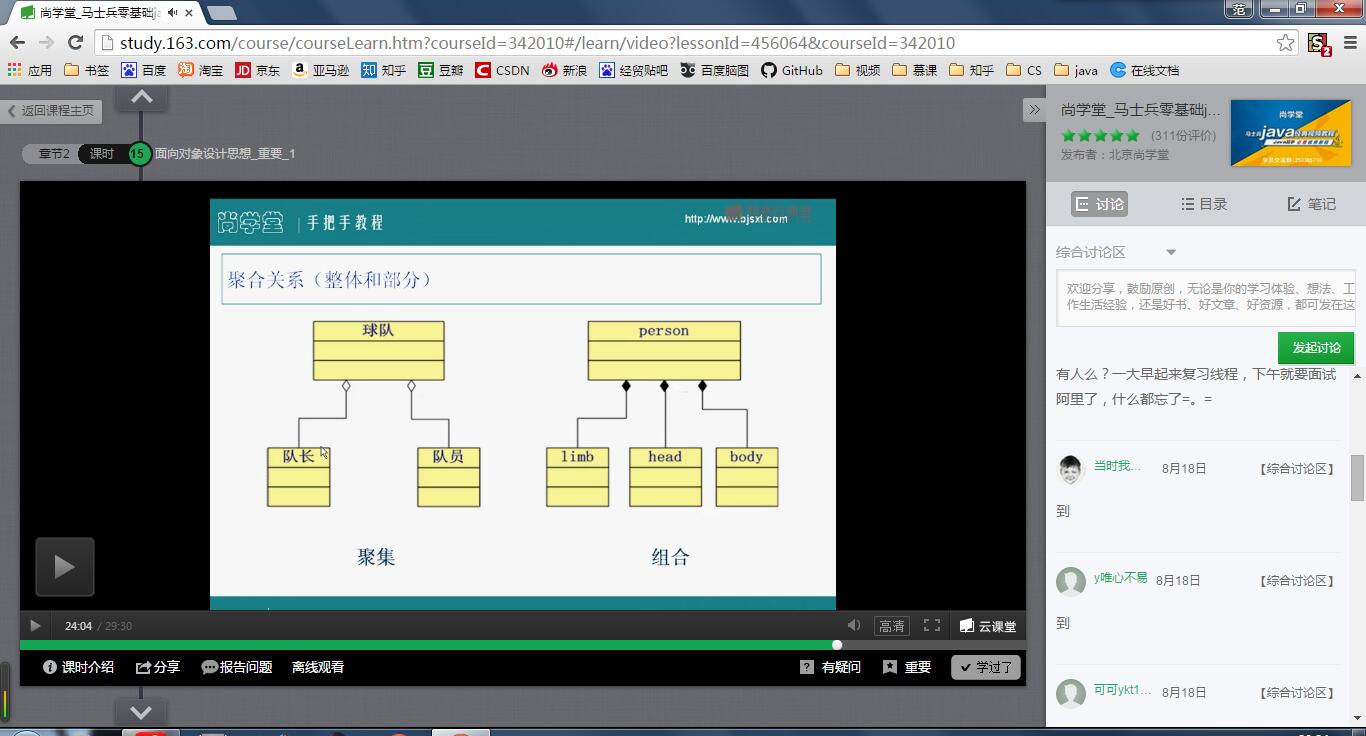 尚学堂_马士兵零基础ja
范
study.163.com/course/courseLearn.htm?courseId=342010#/learn/video?lessonId=456064&courseId=342010
2
应用 书签 百度 淘宝 JD 京东 亚马逊 知 知乎 豆 豆瓣 CSDN 新浪 经贸贴吧 百度脑图 GitHub 视频 慕课 知乎 CS java 在线文档
返回课程主页
章节2 课时 15 面向对象设计思想_重要_1
尚学堂 手把手教程
http://www.bjsxt.com
聚合关系（整体和部分）
球队
person
队长
队员
limb
head
body
聚集
组合
24:04 / 29:30
高清
云课堂
课时介绍 分享 报告问题 离线观看
有疑问 重要 学过了
尚学堂_马士兵零基础j...
(311份评价)
发布者：北京尚学堂
尚学堂
java
讨论 目录 笔记
综合讨论区
欢迎分享，鼓励原创，无论是你的学习体验、想法、工
作生活经验，还是好书、好文章、好资源，都可发在这
发起讨论
有人么？一大早起来复习线程，下午就要面试
阿里了，什么都忘了=。=
当时我... 8月18日 【综合讨论区】
到
y唯心不易 8月18日 【综合讨论区】
到
可可ykt1... 8月18日 【综合讨论区】